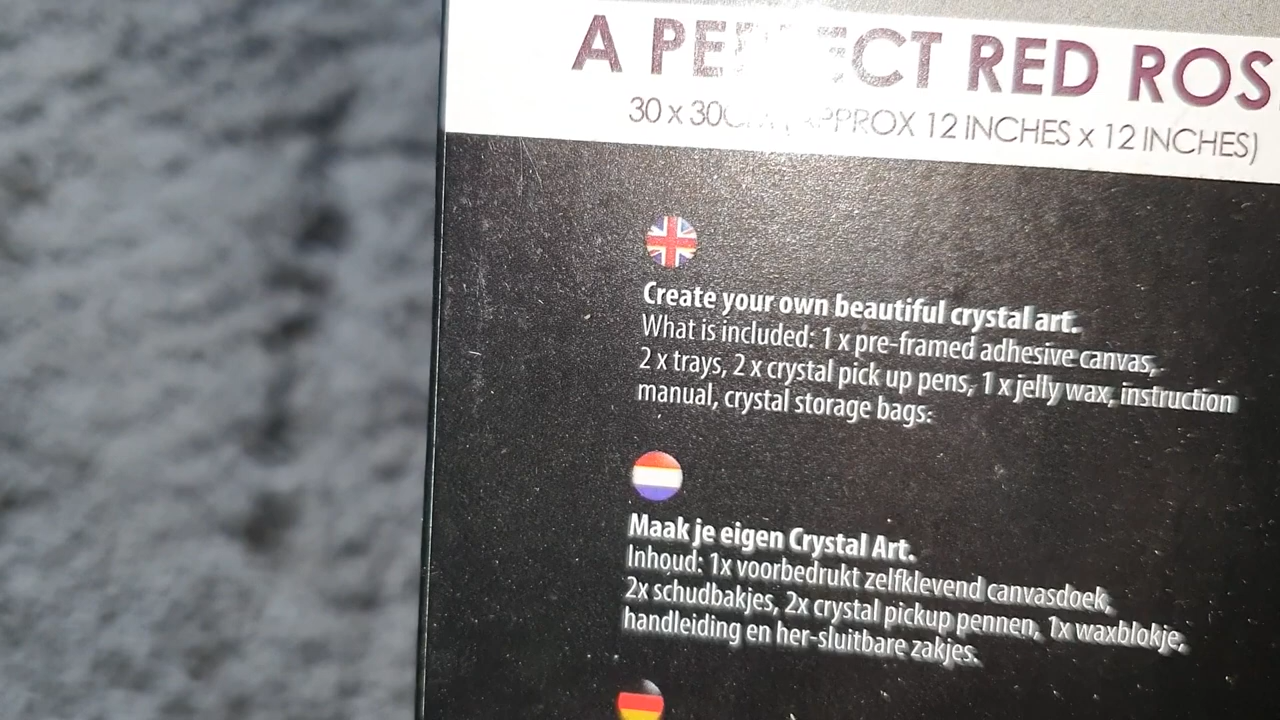 A PERFECT RED ROS
30 x 30CM (APPROX 12 INCHES x 12 INCHES)
Create your own beautiful crystal art.
What is included: 1 x pre-framed adhesive canvas,
2 x trays, 2 x crystal pick up pens, 1 x jelly wax, instruction
manual, crystal storage bags.
Maak je eigen Crystal Art.
Inhoud: 1x voorbedrukt zelfklevend canvasdoek,
2x schudbakjes, 2x crystal pickup pennen, 1x waxblokje,
handleiding en her-sluitbare zakjes.